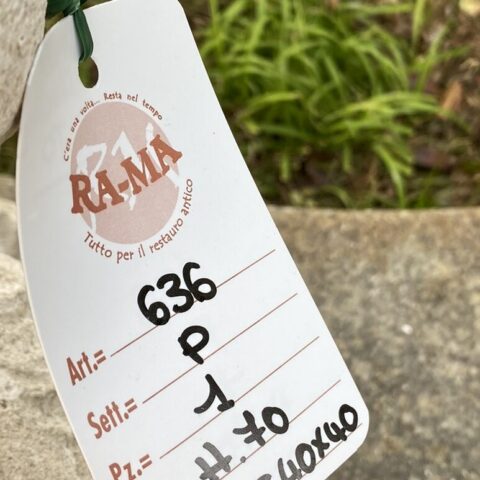 C'era una volta... Resta nel tempo
RA-MA
Tutto per il restauro antico
Art.= 636
Sett.= P
Pz.= 1
H.70
40x40